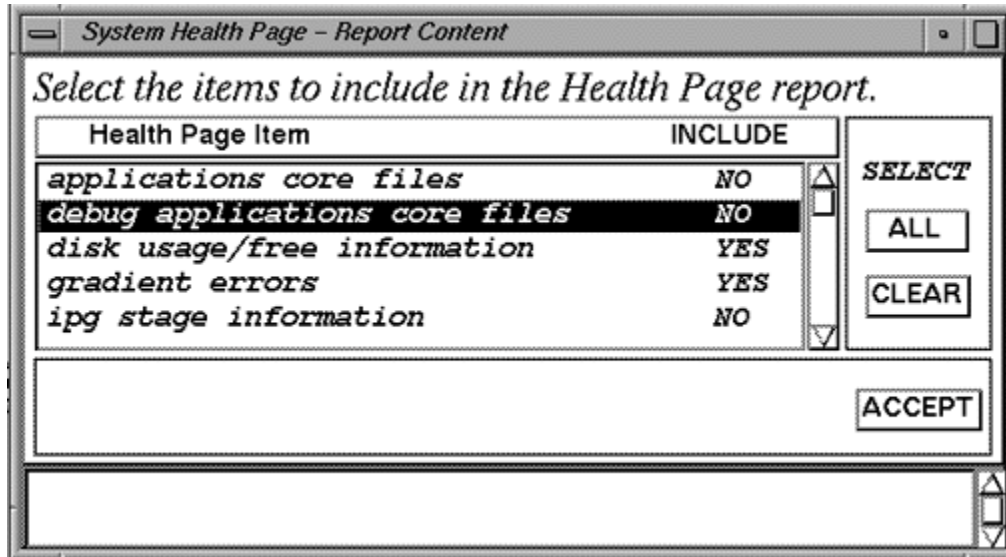 System Health Page – Report Content
Select the items to include in the Health Page report.
Health Page Item INCLUDE
applications core files NO
debug applications core files NO
disk usage/free information YES
gradient errors YES
ipg stage information NO
SELECT
ALL
CLEAR
ACCEPT